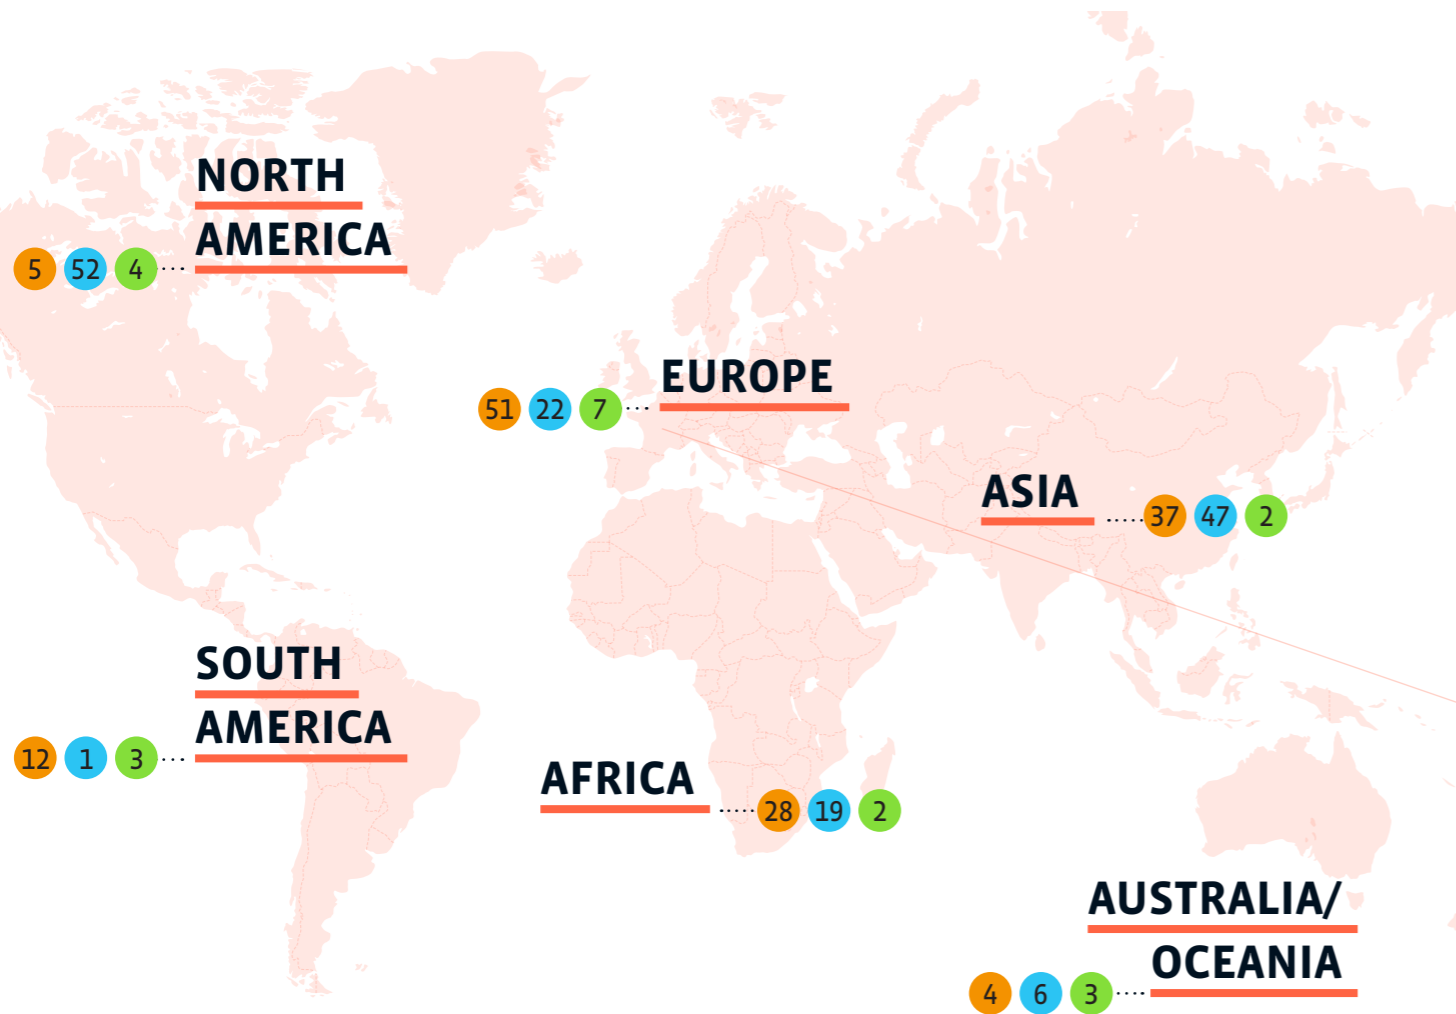 NORTH
AMERICA
5 52 4
EUROPE
51 22 7
ASIA
37 47 2
SOUTH
AMERICA
12 1 3
AFRICA
28 19 2
AUSTRALIA/
OCEANIA
4 6 3